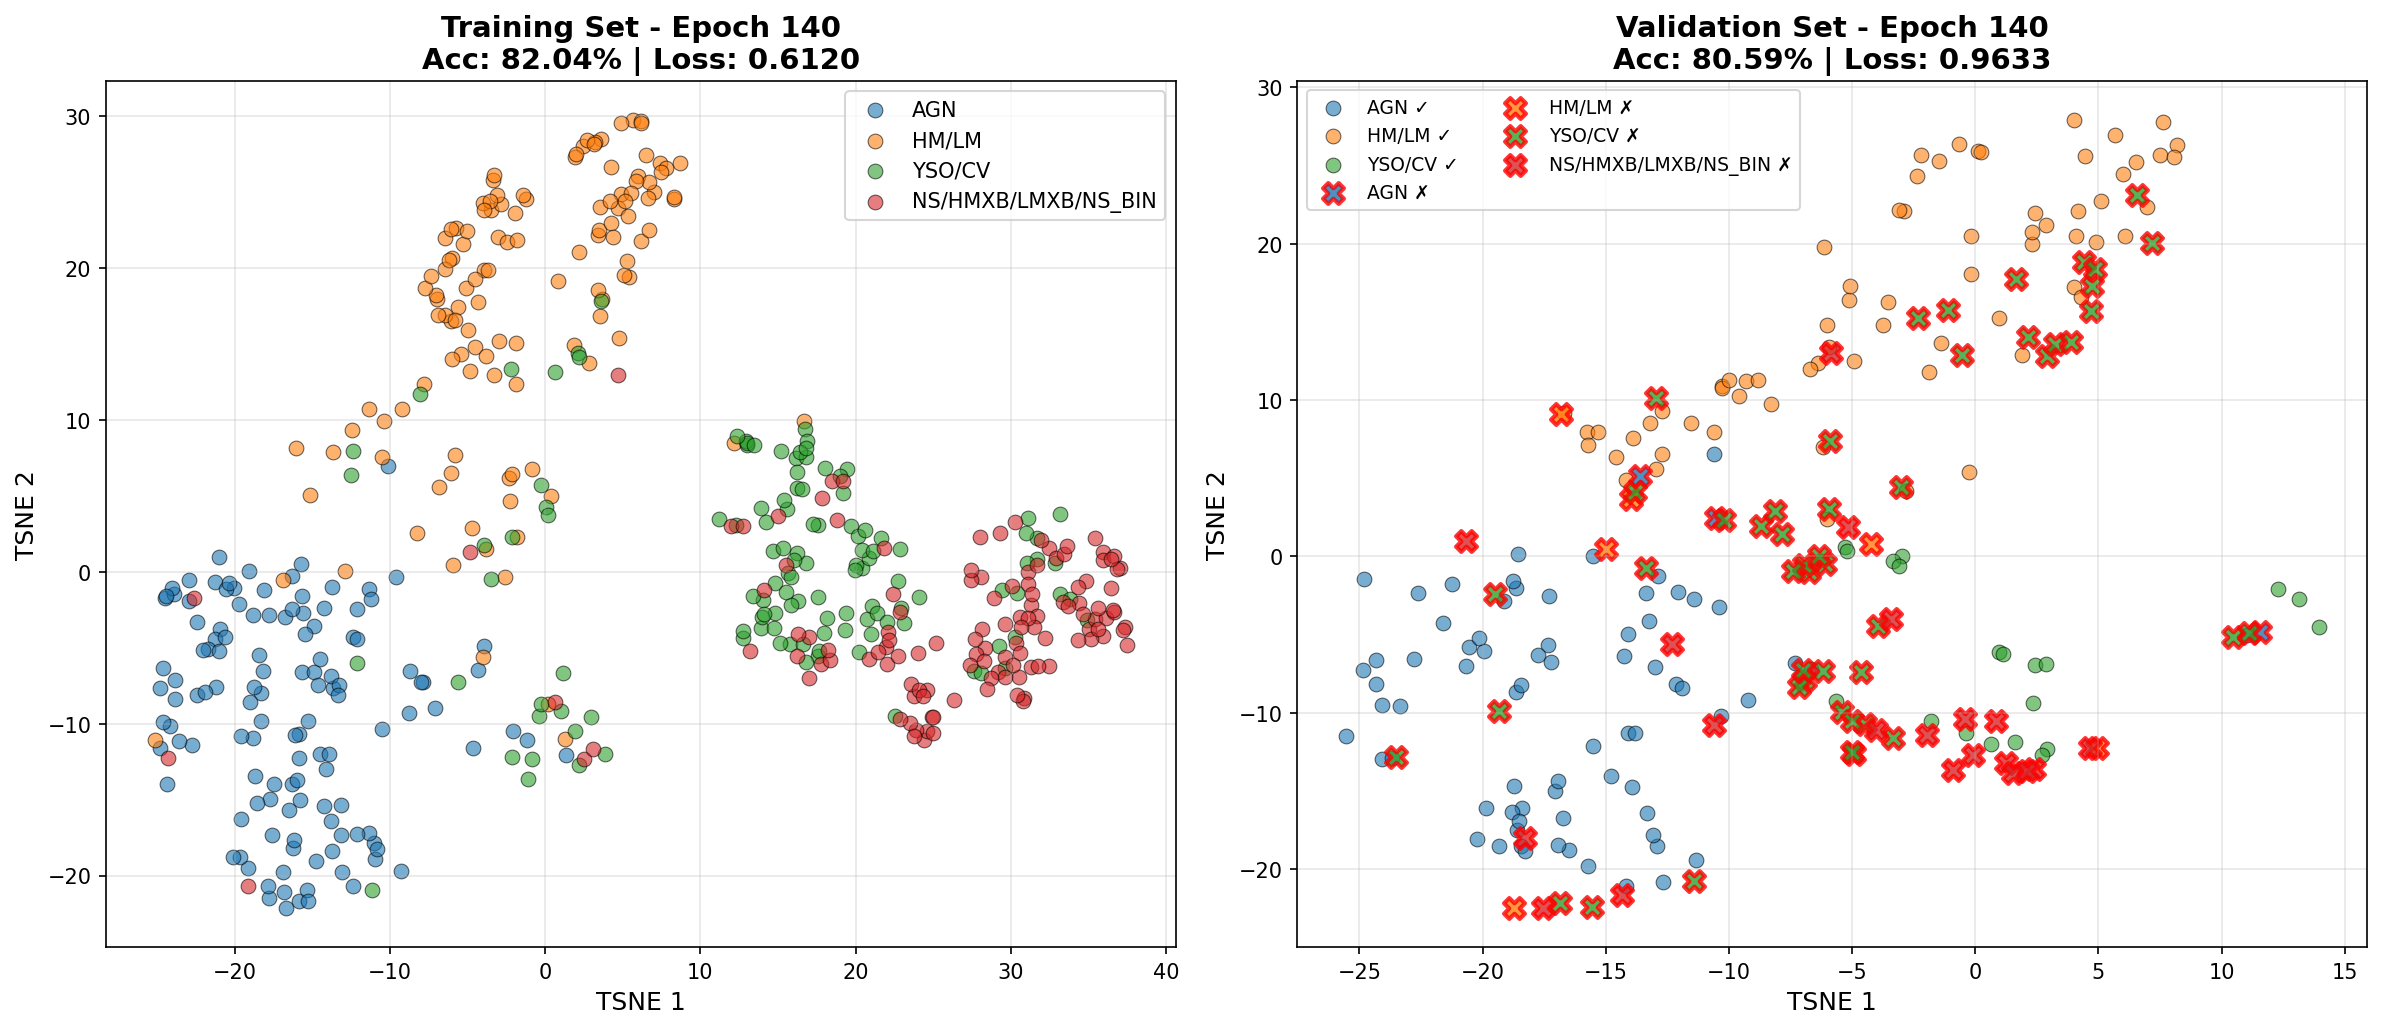 Training Set - Epoch 140
Acc: 82.04% | Loss: 0.6120
AGN
HM/LM
YSO/CV
NS/HMXB/LMXB/NS_BIN
30
20
10
0
−10
−20
TSNE 2
−20
−10
0
10
20
30
40
TSNE 1
Validation Set - Epoch 140
Acc: 80.59% | Loss: 0.9633
AGN ✓
HM/LM ✓
YSO/CV ✓
AGN ✗
HM/LM ✗
YSO/CV ✗
NS/HMXB/LMXB/NS_BIN ✗
30
20
10
0
−10
−20
TSNE 2
−25
−20
−15
−10
−5
0
5
10
15
TSNE 1